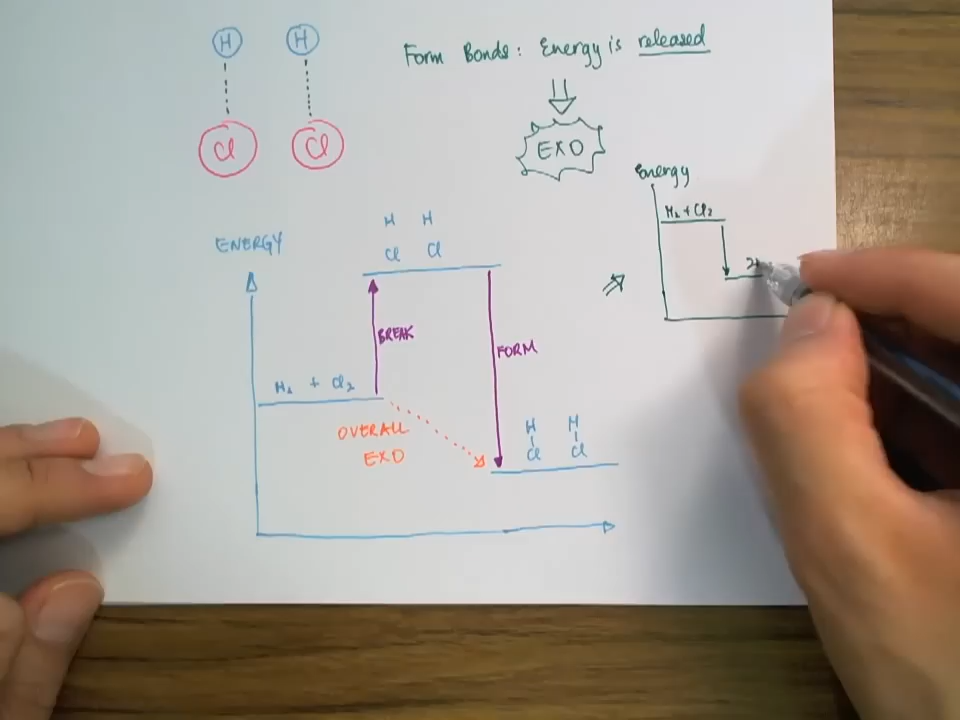 H H
Cl Cl
Form Bonds: Energy is released
EXO
Energy
H₂ + Cl₂
ENERGY
H H
Cl Cl
BREAK
FORM
H₂ + Cl₂
OVERALL
EXO
H H
Cl Cl